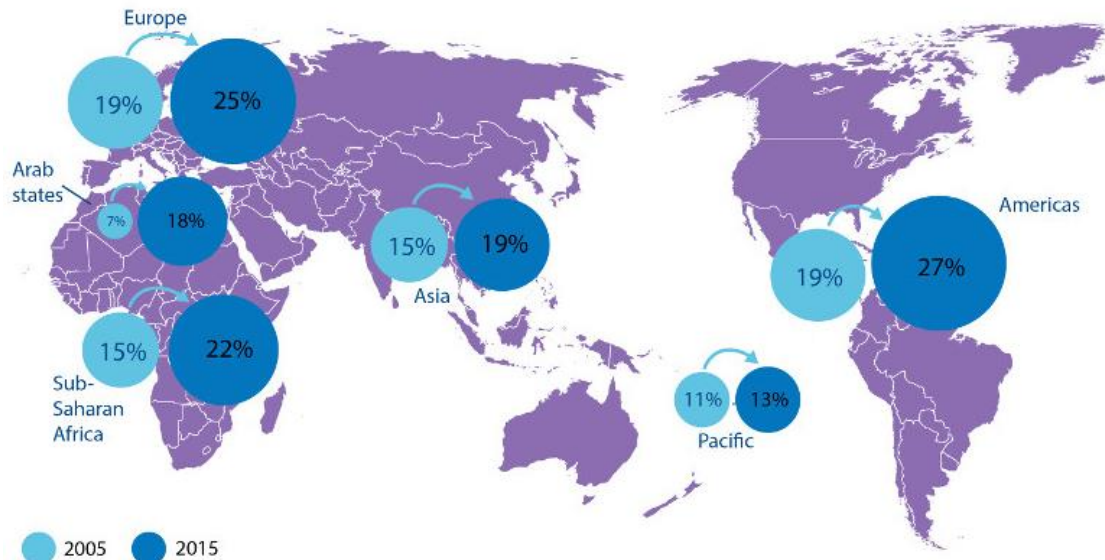 Europe
19%
25%
Arab
states
7%
18%
15%
19%
Asia
Americas
19%
27%
15%
22%
Sub-
Saharan
Africa
11%
13%
Pacific
2005
2015